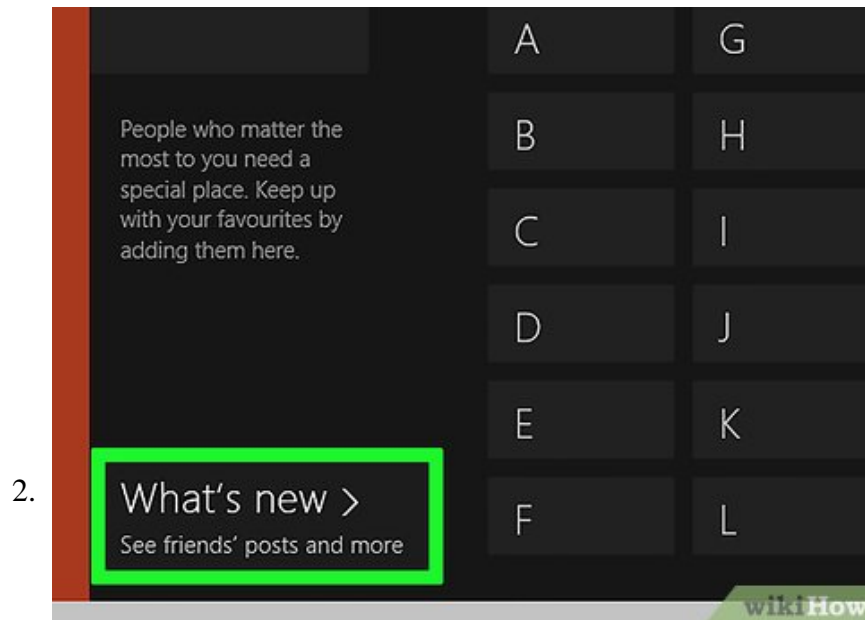 A G
People who matter the
most to you need a
special place. Keep up
with your favourites by
adding them here.
B H
C I
D J
E K
2.
What's new >
See friends' posts and more
F L
wikiHow